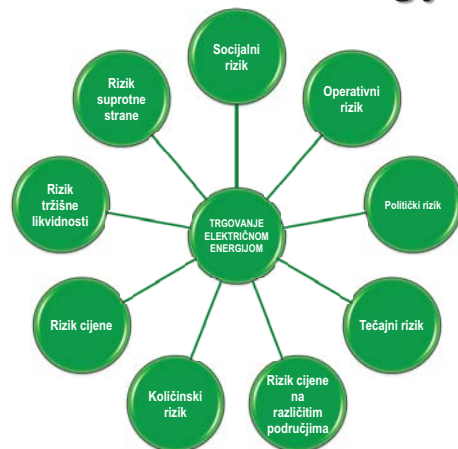 Socijalni
rizik
Operativni
rizik
Politički rizik
Tečajni rizik
Rizik cijene
na
različitim
područjima
Količinski
rizik
Rizik cijene
Rizik
tržišne
likvidnosti
Rizik
suprotne
strane
TRGOVANJE
ELEKTRIČNOM
ENERGIJOM